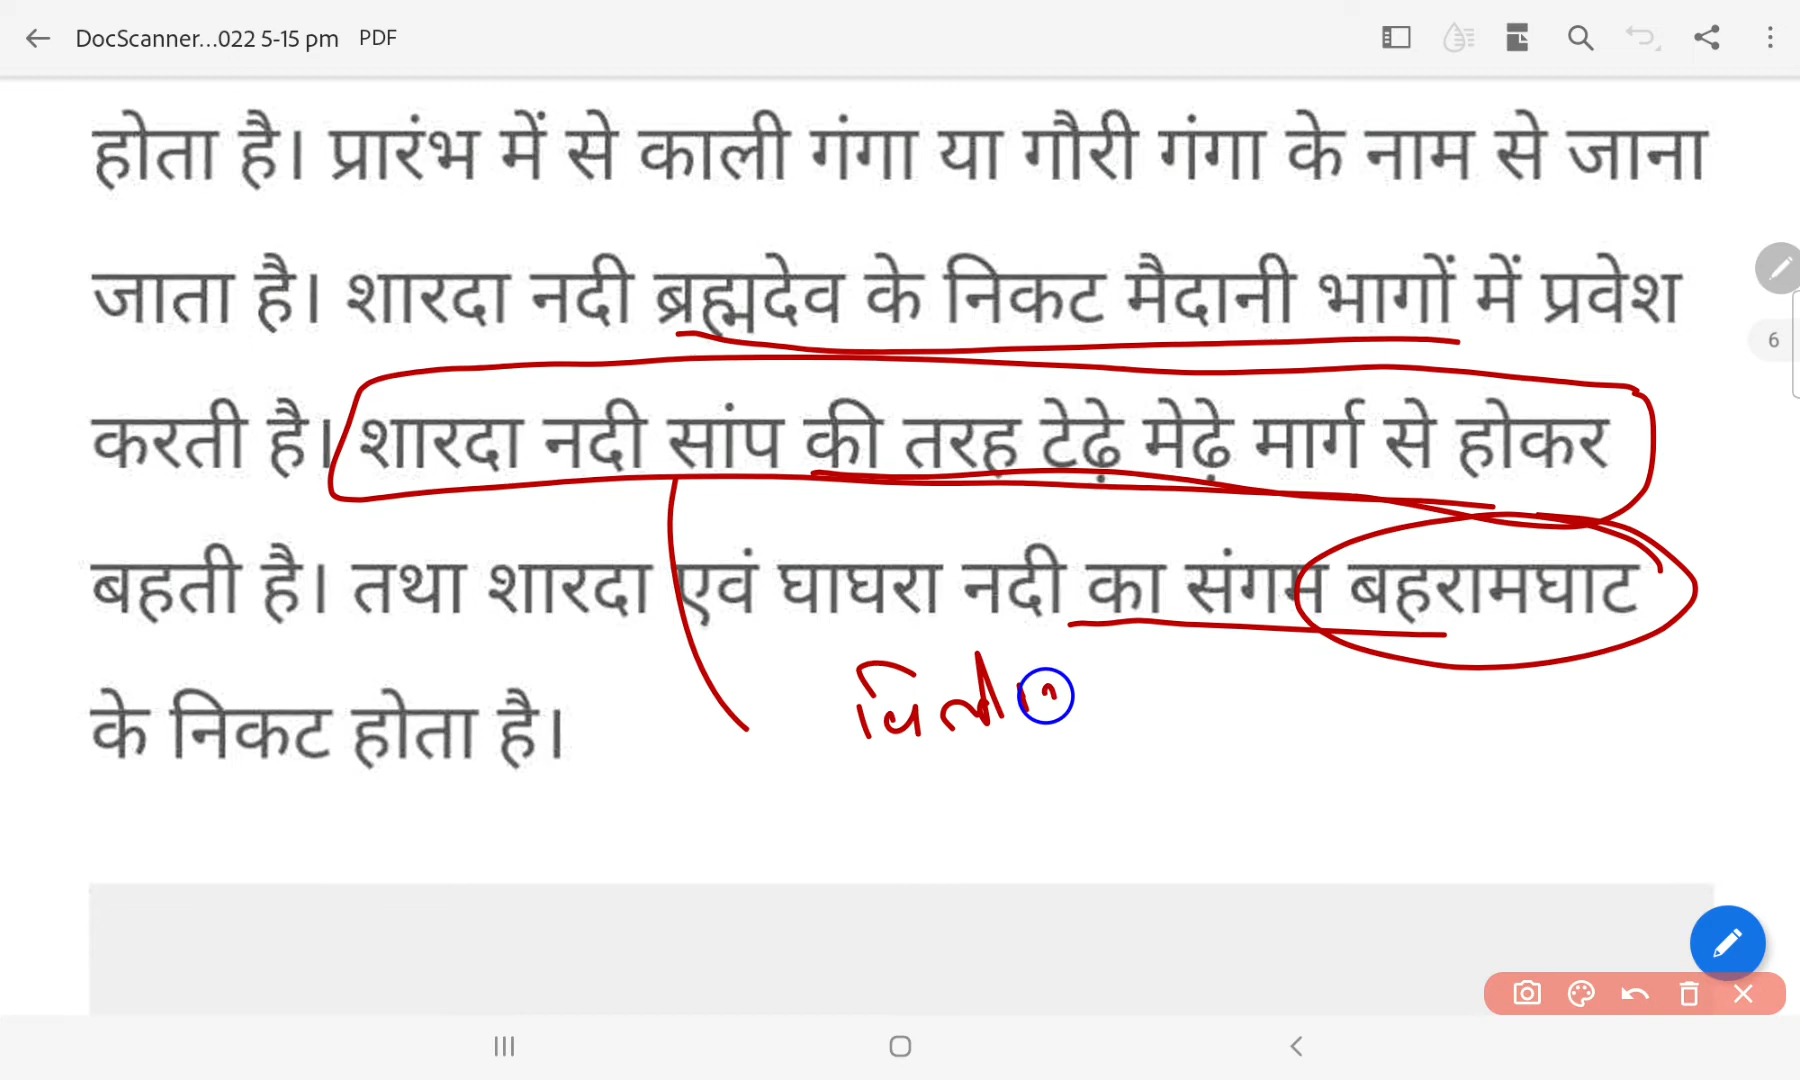 DocScanner...022 5-15 pm PDF
होता है। प्रारंभ में से काली गंगा या गौरी गंगा के नाम से जाना
जाता है। शारदा नदी ब्रह्मदेव के निकट मैदानी भागों में प्रवेश
6
करती है। शारदा नदी सांप की तरह टेढ़े मेढ़े मार्ग से होकर
बहती है। तथा शारदा एवं घाघरा नदी का संगम बहरामघाट
के निकट होता है।